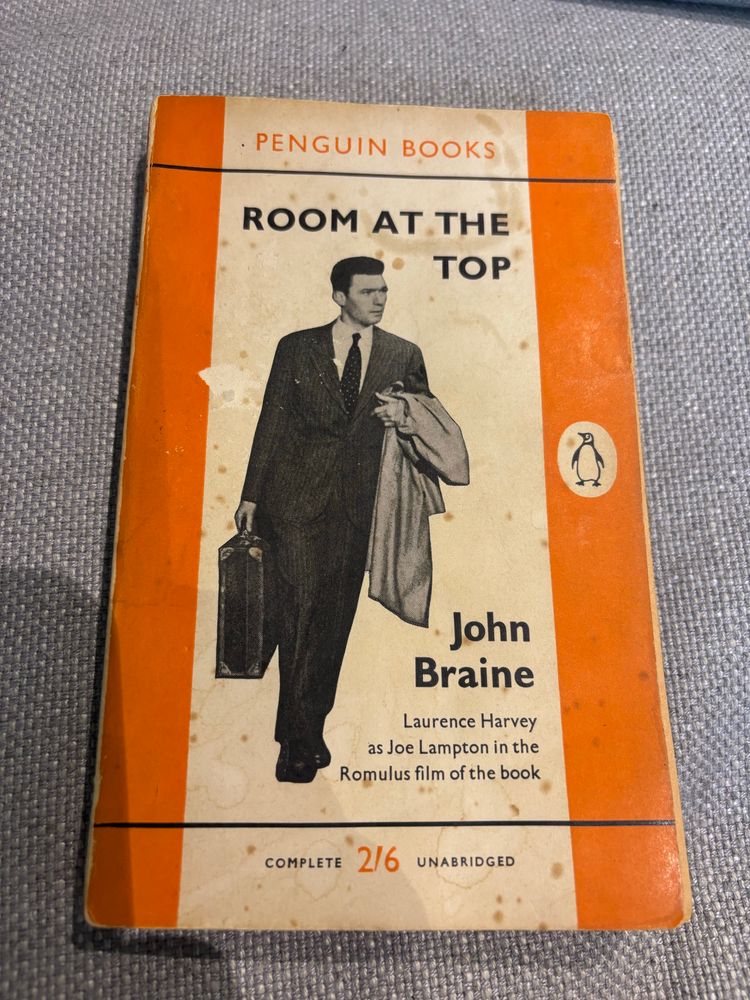 PENGUIN BOOKS
ROOM AT THE
TOP
John
Braine
Laurence Harvey
as Joe Lampton in the
Romulus film of the book
COMPLETE 2/6 UNABRIDGED